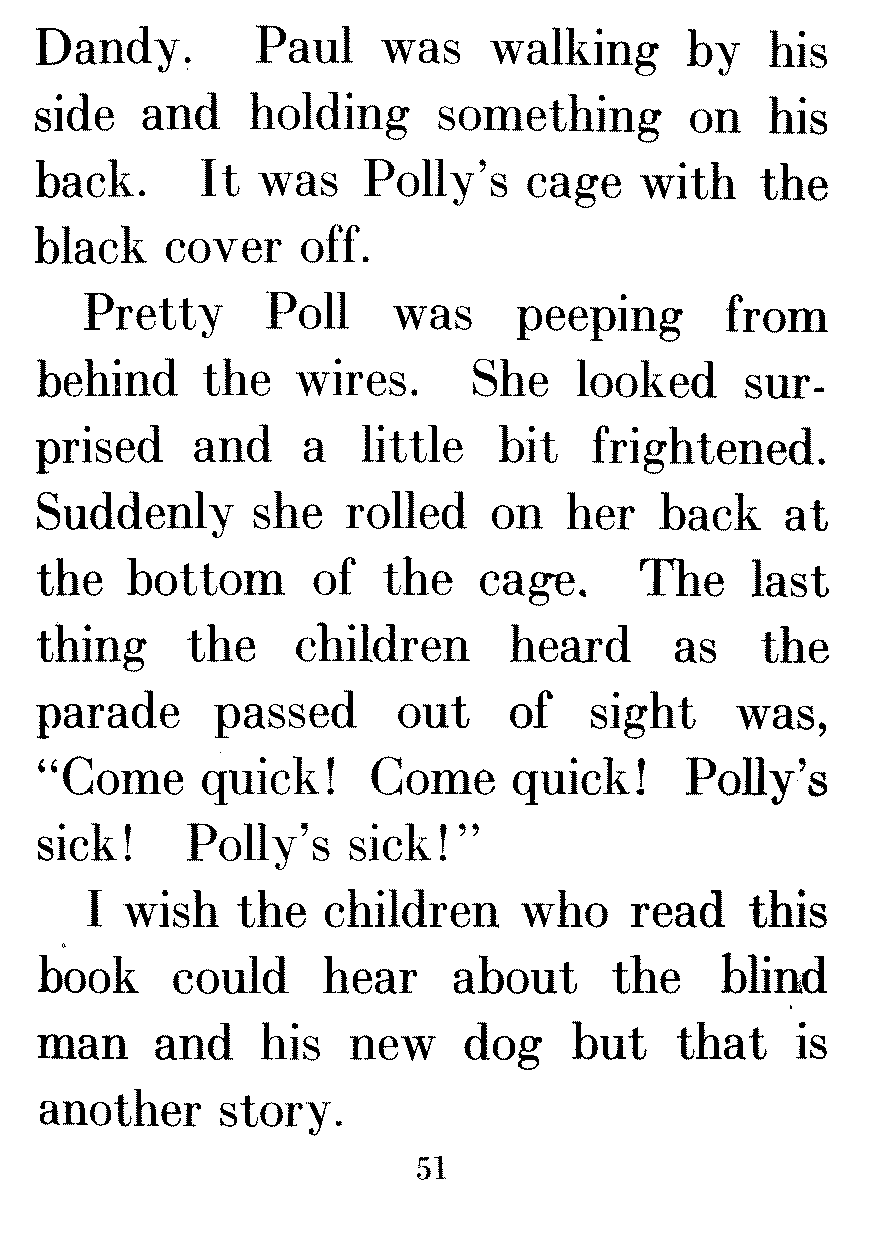 Dandy. Paul was walking by his
side and holding something on his
back. It was Polly's cage with the
black cover off.
Pretty Poll was peeping from
behind the wires. She looked sur-
prised and a little bit frightened.
Suddenly she rolled on her back at
the bottom of the cage. The last
thing the children heard as the
parade passed out of sight was,
“Come quick! Come quick! Polly's
sick! Polly's sick!”
I wish the children who read this
book could hear about the blind
man and his new dog but that is
another story.
51